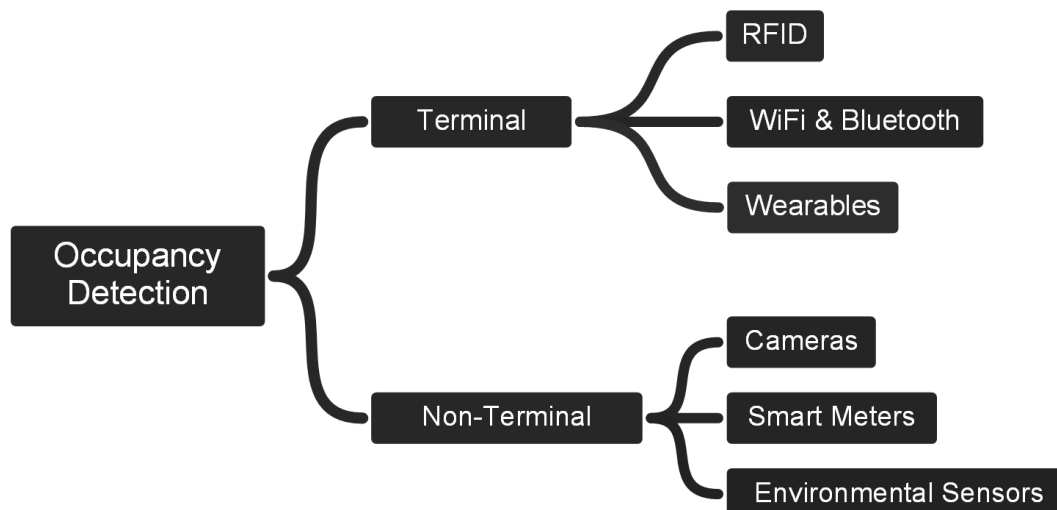 Occupancy
Detection
Terminal
RFID
WiFi & Bluetooth
Wearables
Non-Terminal
Cameras
Smart Meters
Environmental Sensors